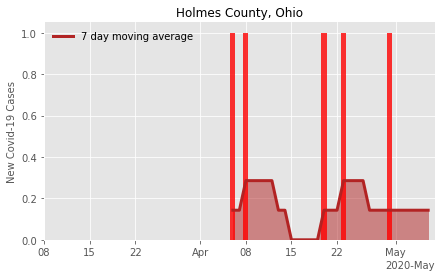 Holmes County, Ohio
7 day moving average
New Covid-19 Cases
1.0
0.8
0.6
0.4
0.2
0.0
08 15 22 Apr 08 15 22 May
2020-May